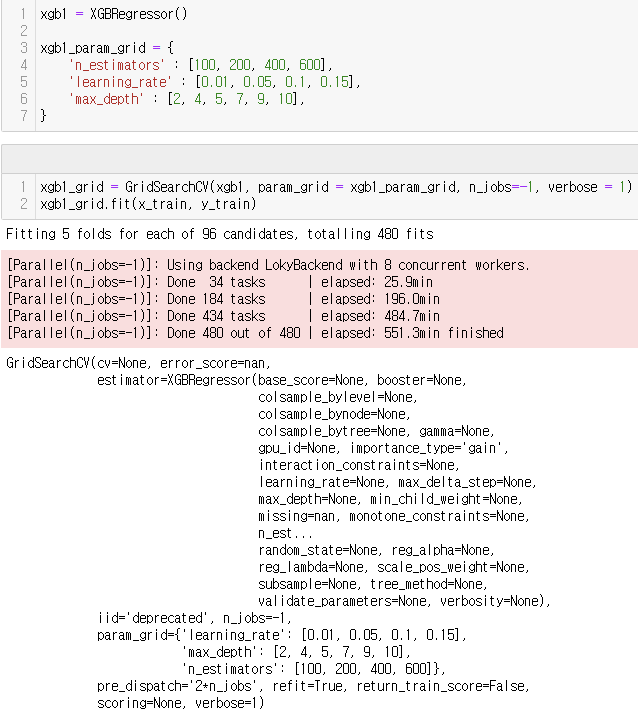 1 xgb1 = XGBRegressor()
2
3 xgb1_param_grid = {
4     'n_estimators' : [100, 200, 400, 600],
5     'learning_rate' : [0.01, 0.05, 0.1, 0.15],
6     'max_depth' : [2, 4, 5, 7, 9, 10],
7 }
1 xgb1_grid = GridSearchCV(xgb1, param_grid = xgb1_param_grid, n_jobs=-1, verbose = 1)
2 xgb1_grid.fit(x_train, y_train)
Fitting 5 folds for each of 96 candidates, totalling 480 fits
[Parallel(n_jobs=-1)]: Using backend LokyBackend with 8 concurrent workers.
[Parallel(n_jobs=-1)]: Done  34 tasks      | elapsed: 25.9min
[Parallel(n_jobs=-1)]: Done 184 tasks      | elapsed: 196.0min
[Parallel(n_jobs=-1)]: Done 434 tasks      | elapsed: 484.7min
[Parallel(n_jobs=-1)]: Done 480 out of 480 | elapsed: 551.3min finished
GridSearchCV(cv=None, error_score=nan,
             estimator=XGBRegressor(base_score=None, booster=None,
                                    colsample_bylevel=None,
                                    colsample_bynode=None,
                                    colsample_bytree=None, gamma=None,
                                    gpu_id=None, importance_type='gain',
                                    interaction_constraints=None,
                                    learning_rate=None, max_delta_step=None,
                                    max_depth=None, min_child_weight=None,
                                    missing=nan, monotone_constraints=None,
                                    n_est...
                                    random_state=None, reg_alpha=None,
                                    reg_lambda=None, scale_pos_weight=None,
                                    subsample=None, tree_method=None,
                                    validate_parameters=None, verbosity=None),
             iid='deprecated', n_jobs=-1,
             param_grid={'learning_rate': [0.01, 0.05, 0.1, 0.15],
                         'max_depth': [2, 4, 5, 7, 9, 10],
                         'n_estimators': [100, 200, 400, 600]},
             pre_dispatch='2*n_jobs', refit=True, return_train_score=False,
             scoring=None, verbose=1)